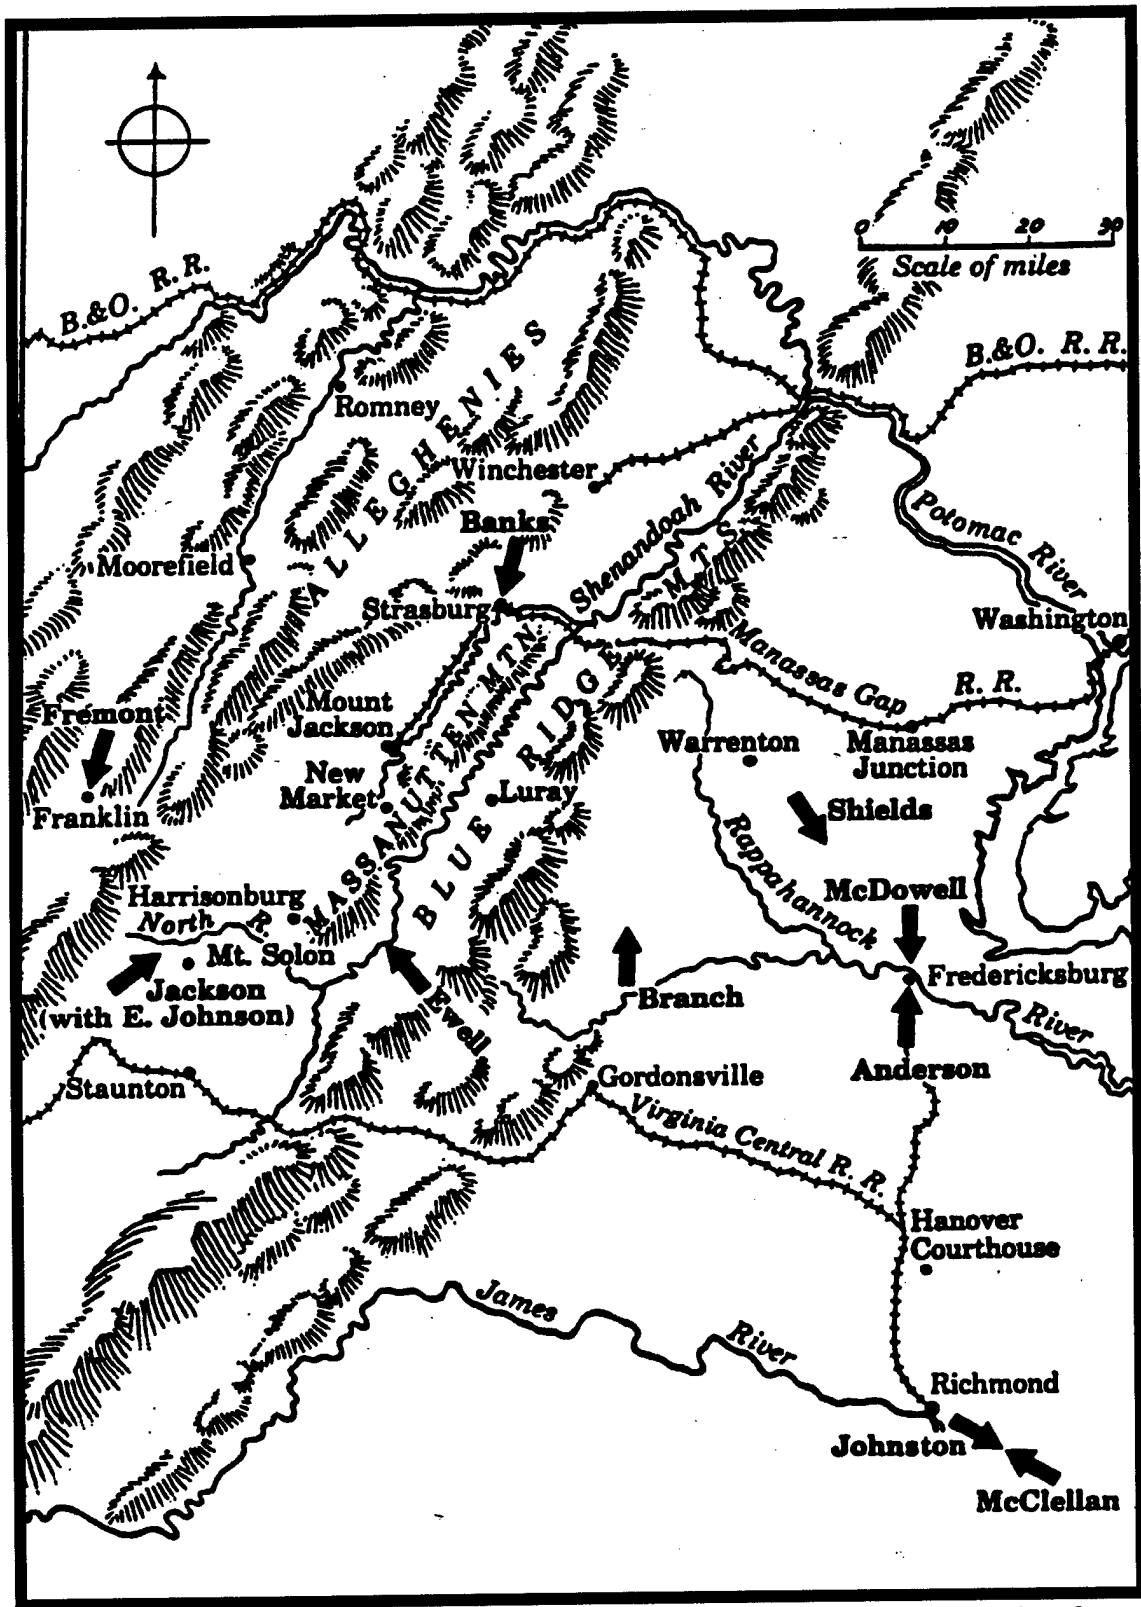 0 10 20 30
Scale of miles
B.&O. R. R.
B.&O. R. R.
Romney
ALLEGHENIES
Winchester
Banks
Shenandoah River
Potomac River
Moorefield
MTS.
Strasburg
Washington
Manassas Gap R. R.
Fremont
Mount
Jackson
MASSANUTTEN MTN.
BLUE RIDGE
Warrenton
Manassas
Junction
New
Market
Luray
Franklin
Shields
Rappahannock
Harrisonburg
McDowell
North R.
Mt. Solon
Jackson
(with E. Johnson)
Ewell
Branch
Fredericksburg
River
Staunton
Gordonsville
Anderson
Virginia Central R. R.
Hanover
Courthouse
James River
Richmond
Johnston
McClellan